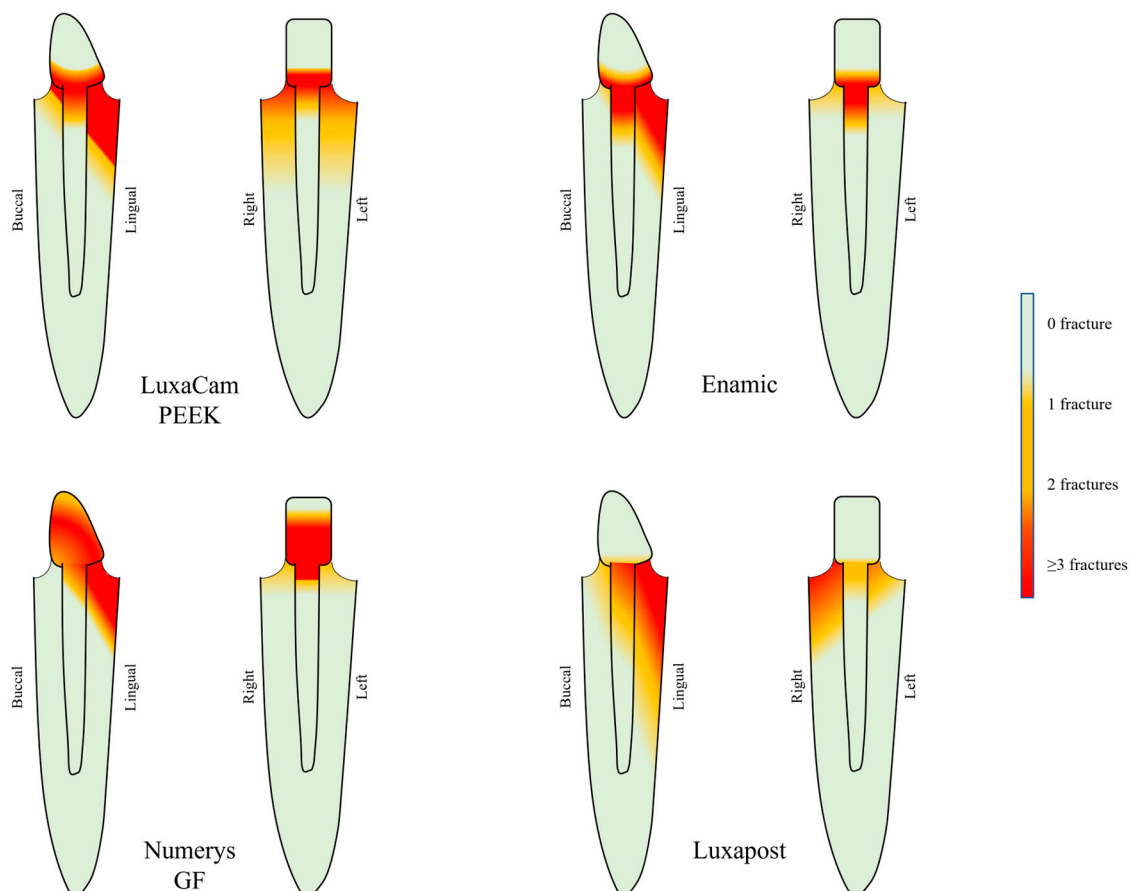 Buccal
Lingual
Right
Left
LuxaCam
PEEK
Buccal
Lingual
Right
Left
Enamic
0 fracture
1 fracture
2 fractures
≥3 fractures
Buccal
Lingual
Right
Left
Numerys
GF
Buccal
Lingual
Right
Left
Luxapost